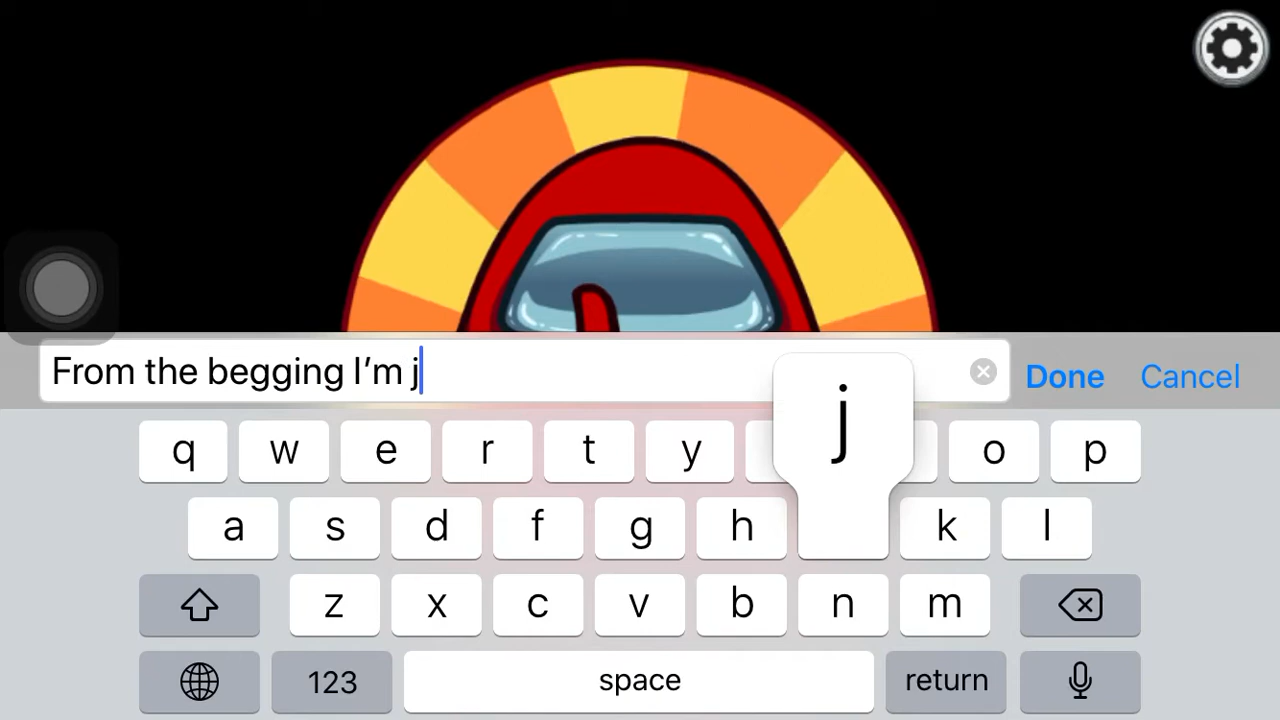 From the begging I’m j
Done
Cancel
j
q w e r t y o p
a s d f g h k l
z x c v b n m
123 space return